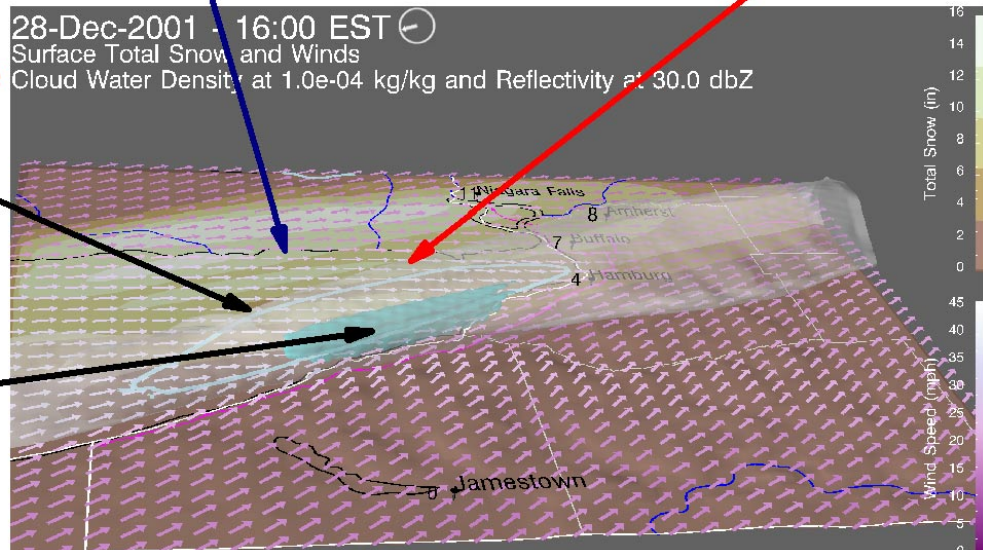 28-Dec-2001 - 16:00 EST
Surface Total Snow and Winds
Cloud Water Density at 1.0e-04 kg/kg and Reflectivity at 30.0 dbZ
16
14
12
10
8
6
4
2
0
Total Snow (in)
Niagara Falls
8 Amherst
7 Buffalo
4 Hamburg
0 Jamestown
45
40
35
30
25
20
15
10
5
0
Wind Speed (mph)